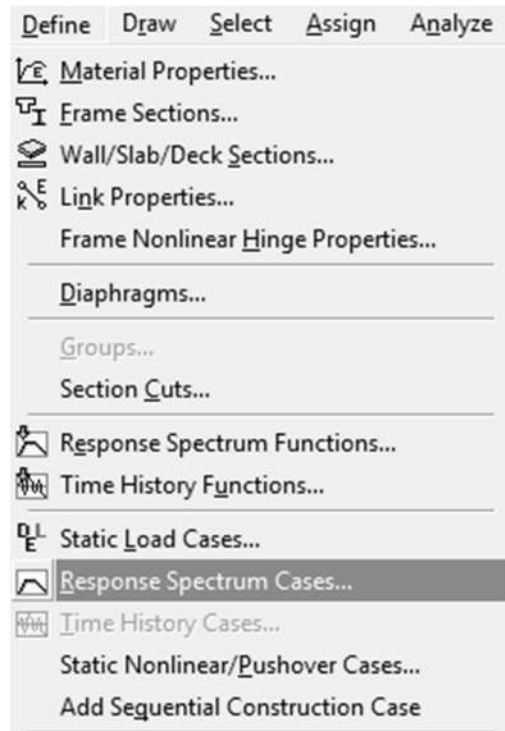 Define Draw Select Assign Analyze
Material Properties...
Frame Sections...
Wall/Slab/Deck Sections...
Link Properties...
Frame Nonlinear Hinge Properties...
Diaphragms...
Groups...
Section Cuts...
Response Spectrum Functions...
Time History Functions...
Static Load Cases...
Response Spectrum Cases...
Time History Cases...
Static Nonlinear/Pushover Cases...
Add Sequential Construction Case